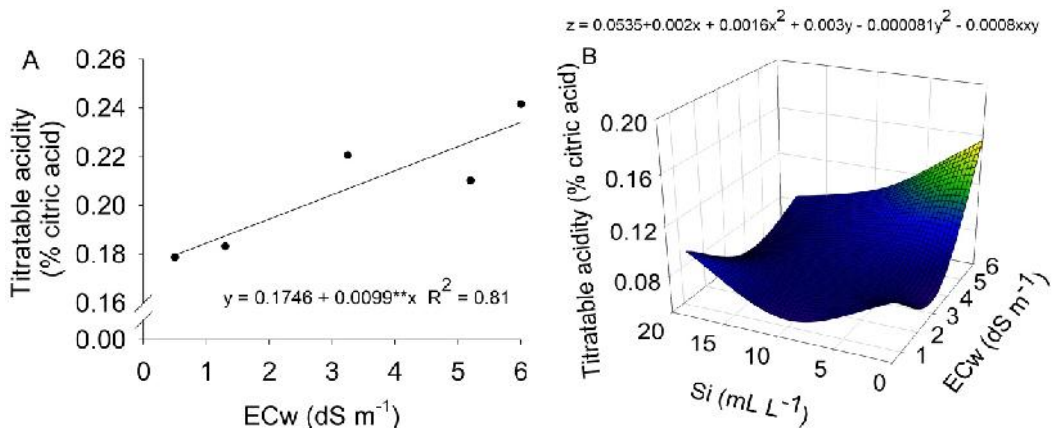 A
Titratable acidity
(% citric acid)
0.26
0.24
0.22
0.20
0.18
0.16
0.00
y = 0.1746 + 0.0099**x R² = 0.81
0 1 2 3 4 5 6
ECw (dS m⁻¹)
z = 0.0535+0.002x + 0.0016x² + 0.003y - 0.000081y² - 0.0008xxy
B
Titratable acidity (% citric acid)
0.20
0.16
0.12
0.08
20 15 10 5 0
Si (mL L⁻¹)
1 2 3 4 5 6
ECw (dS m⁻¹)